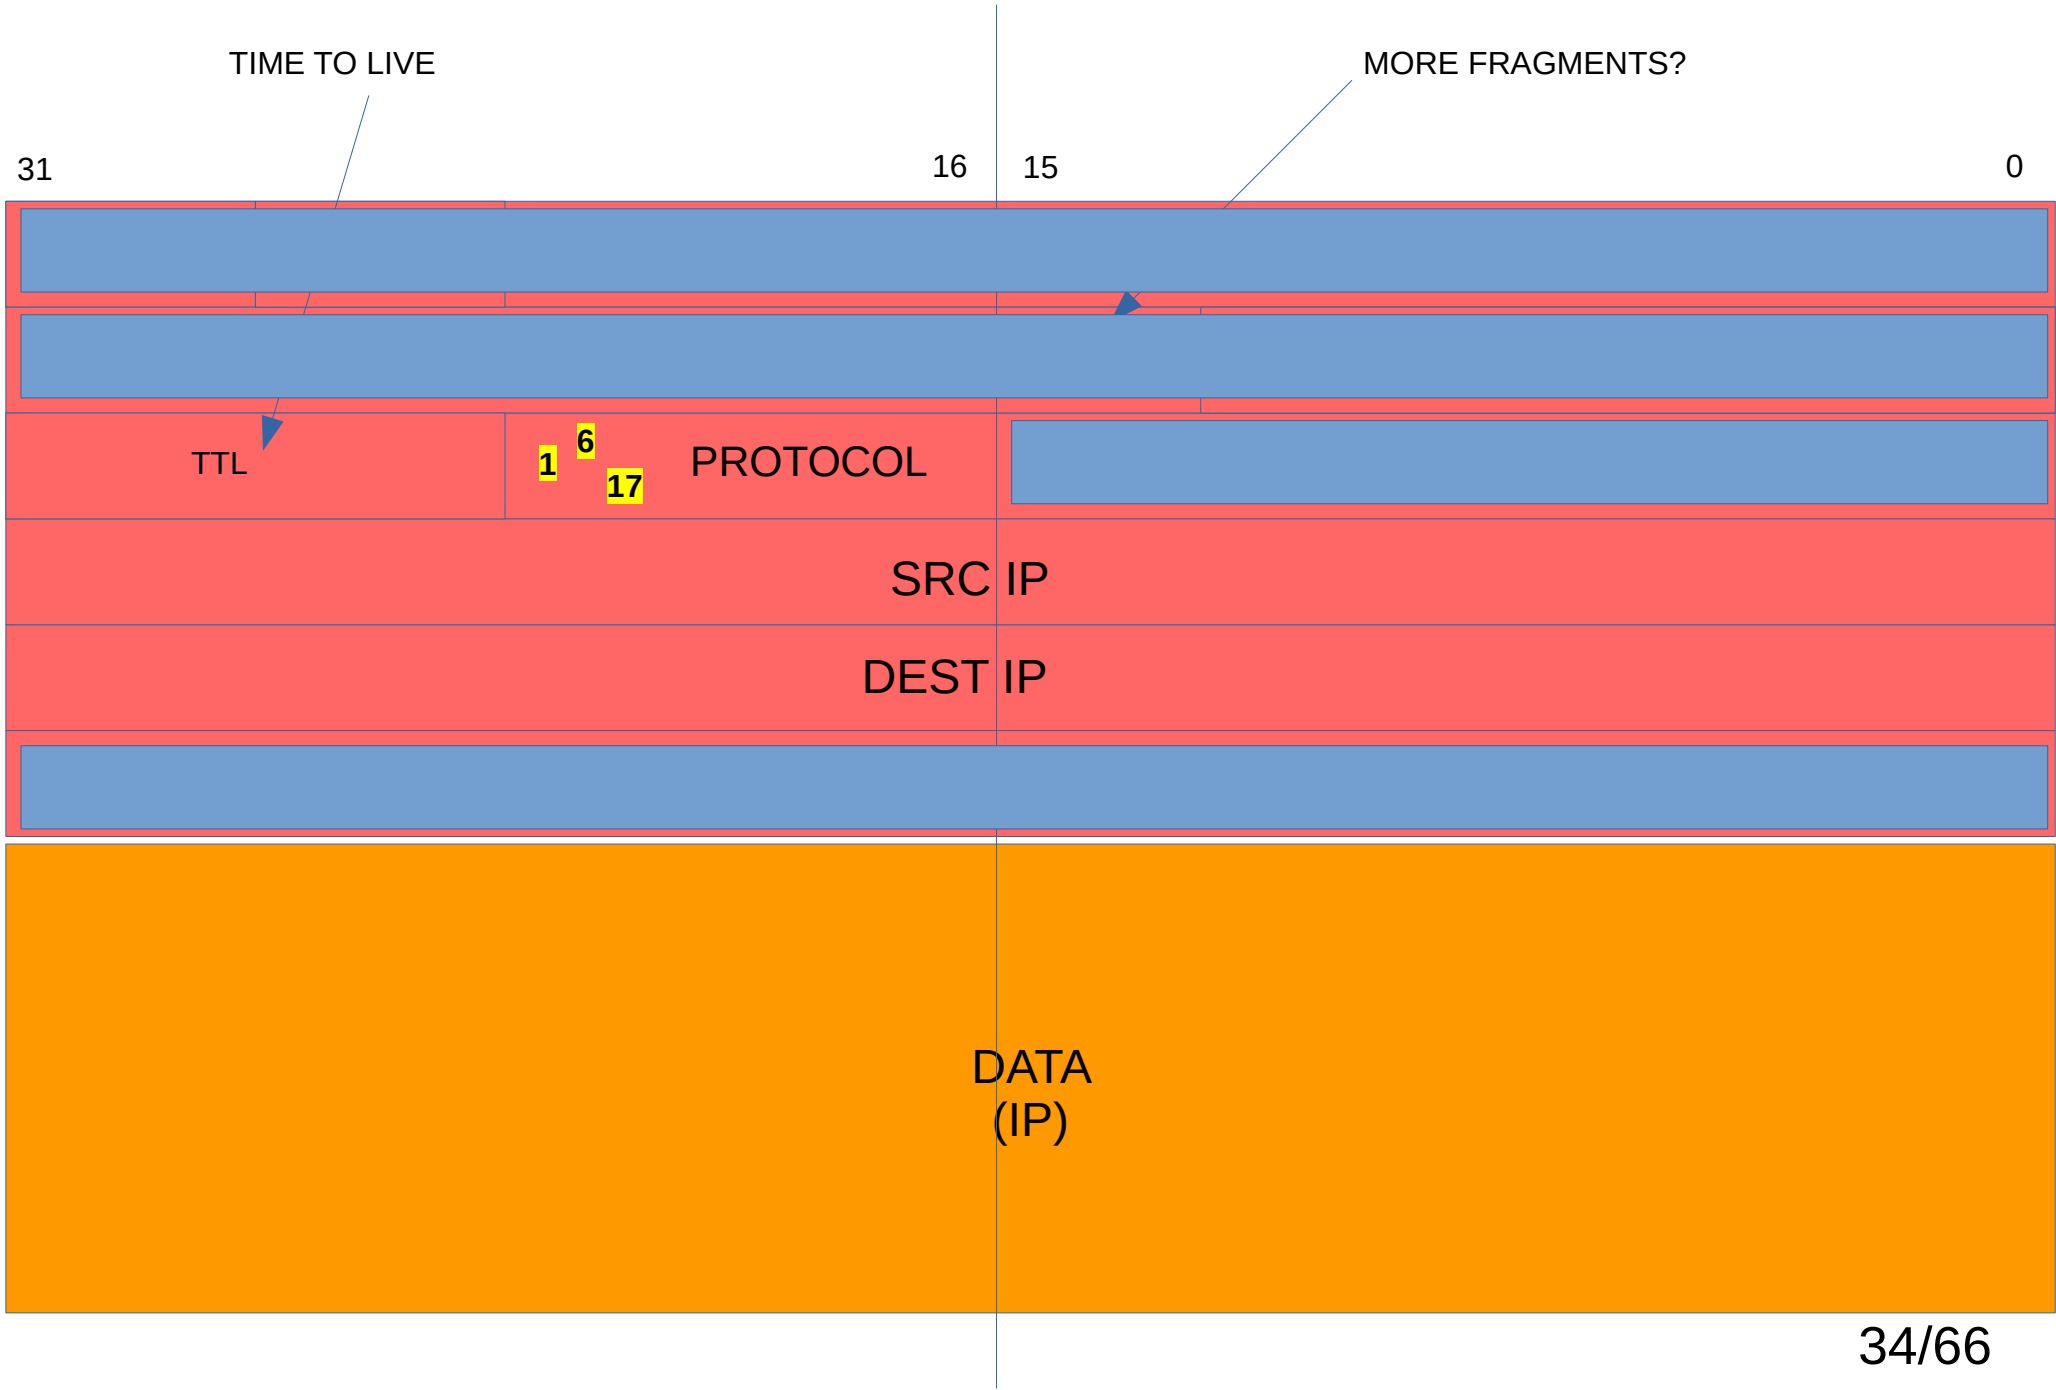 TIME TO LIVE
MORE FRAGMENTS?
31
16
15
0
TTL
1
6
17
PROTOCOL
SRC IP
DEST IP
DATA
(IP)
34/66